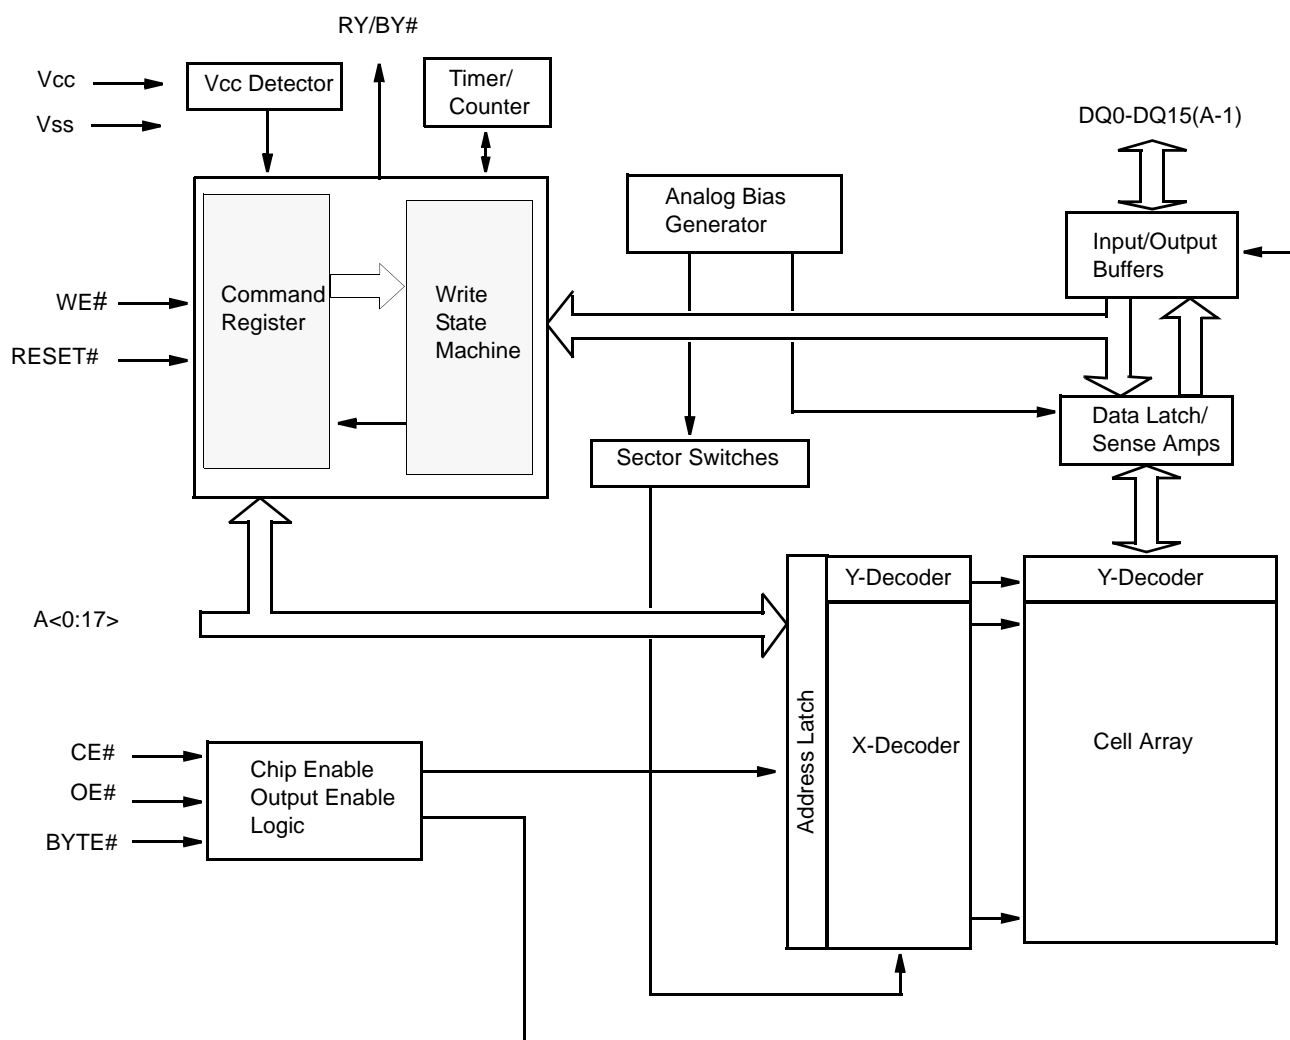 RY/BY#
Vcc
Vcc Detector
Timer/
Counter
Vss
DQ0-DQ15(A-1)
Analog Bias
Generator
Input/Output
Buffers
WE#
Command
Register
Write
State
Machine
RESET#
Data Latch/
Sense Amps
Sector Switches
Y-Decoder
Y-Decoder
A<0:17>
Address Latch
X-Decoder
Cell Array
CE#
OE#
BYTE#
Chip Enable
Output Enable
Logic